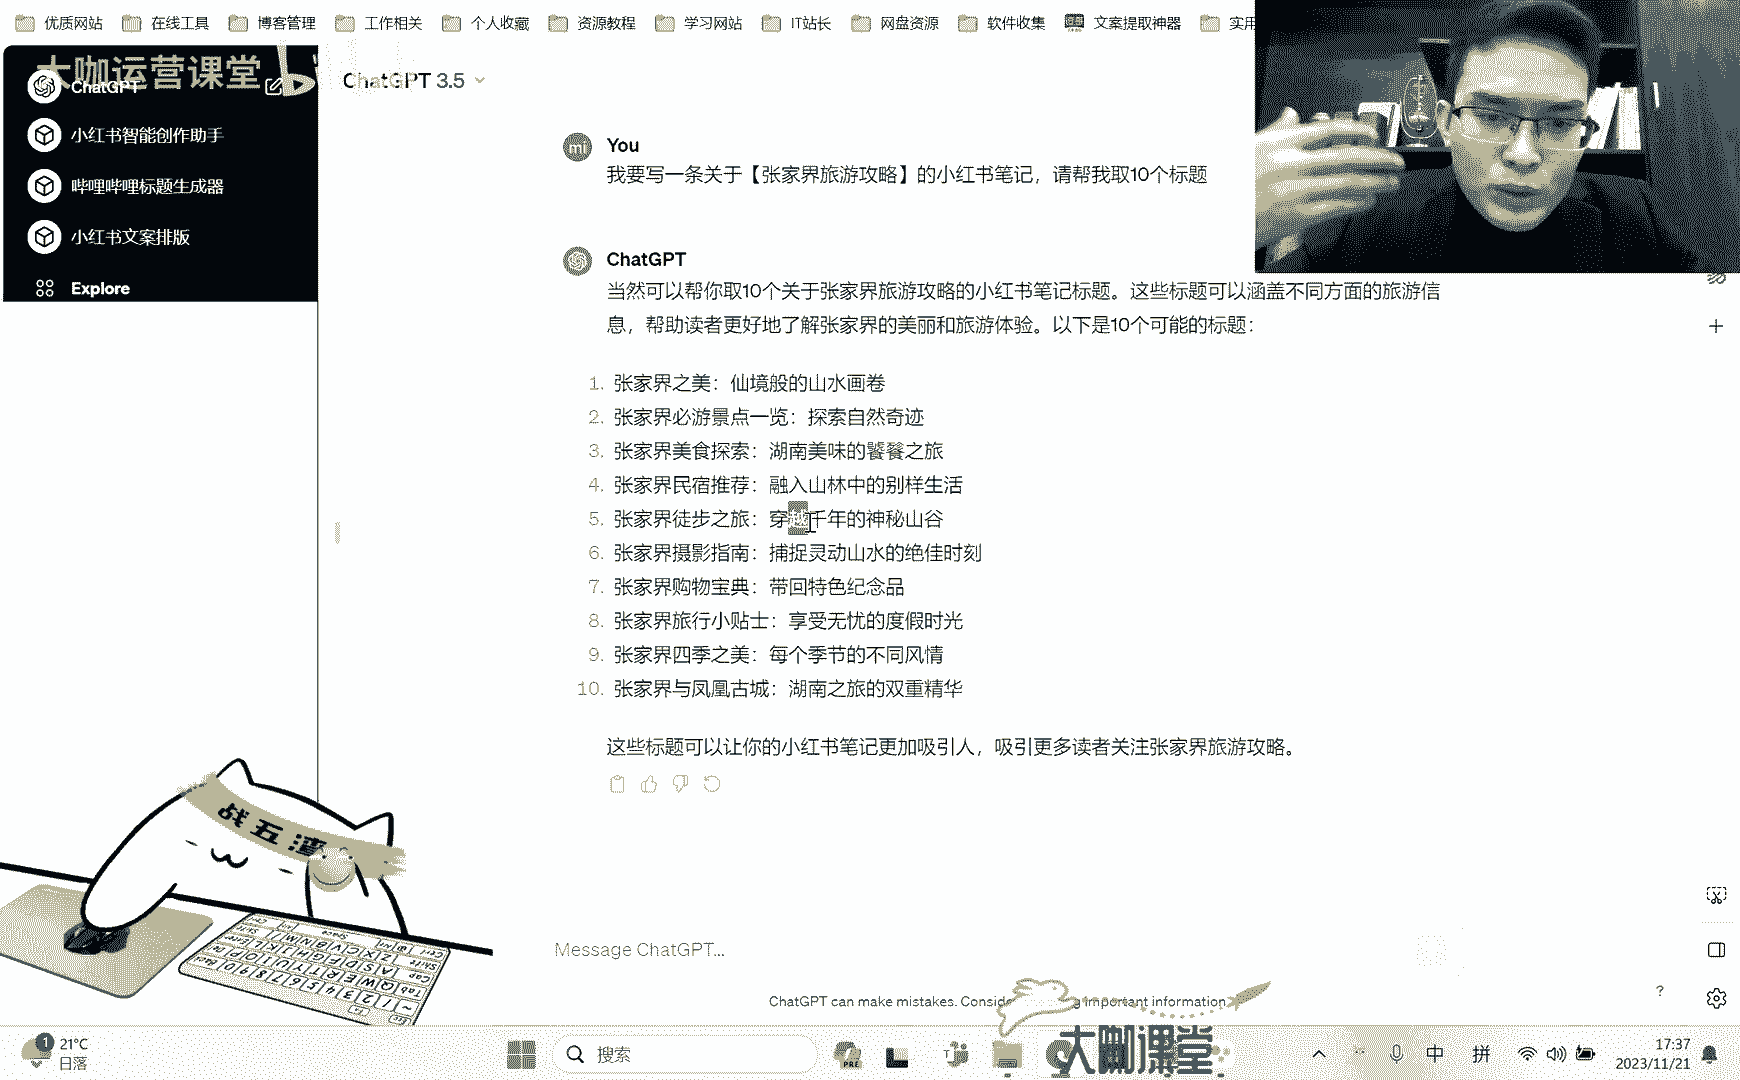 优质网站
在线工具
博客管理
工作相关
个人收藏
资源教程
学习网站
IT站长
网盘资源
软件收集
文案提取神器
实用
大咖运营课堂
ChatGPT
小红书智能创作助手
哔哩哔哩标题生成器
小红书文案排版
Explore
ChatGPT 3.5
mi
You
我要写一条关于【张家界旅游攻略】的小红书笔记，请帮我取10个标题
ChatGPT
当然可以帮你取10个关于张家界旅游攻略的小红书笔记标题。这些标题可以涵盖不同方面的旅游信
息，帮助读者更好地了解张家界的美丽和旅游体验。以下是10个可能的标题：
1. 张家界之美：仙境般的山水画卷
2. 张家界必游景点一览：探索自然奇迹
3. 张家界美食探索：湖南美味的饕餮之旅
4. 张家界民宿推荐：融入山林中的别样生活
5. 张家界徒步之旅：穿越千年的神秘山谷
6. 张家界摄影指南：捕捉灵动山水的绝佳时刻
7. 张家界购物宝典：带回特色纪念品
8. 张家界旅行小贴士：享受无忧的度假时光
9. 张家界四季之美：每个季节的不同风情
10. 张家界与凤凰古城：湖南之旅的双重精华
这些标题可以让你的小红书笔记更加吸引人，吸引更多读者关注张家界旅游攻略。
战五渣
Message ChatGPT...
ChatGPT can make mistakes. important information
?
大咖课堂
1
21°C
日落
搜索
PRE
中
拼
17:37
2023/11/21